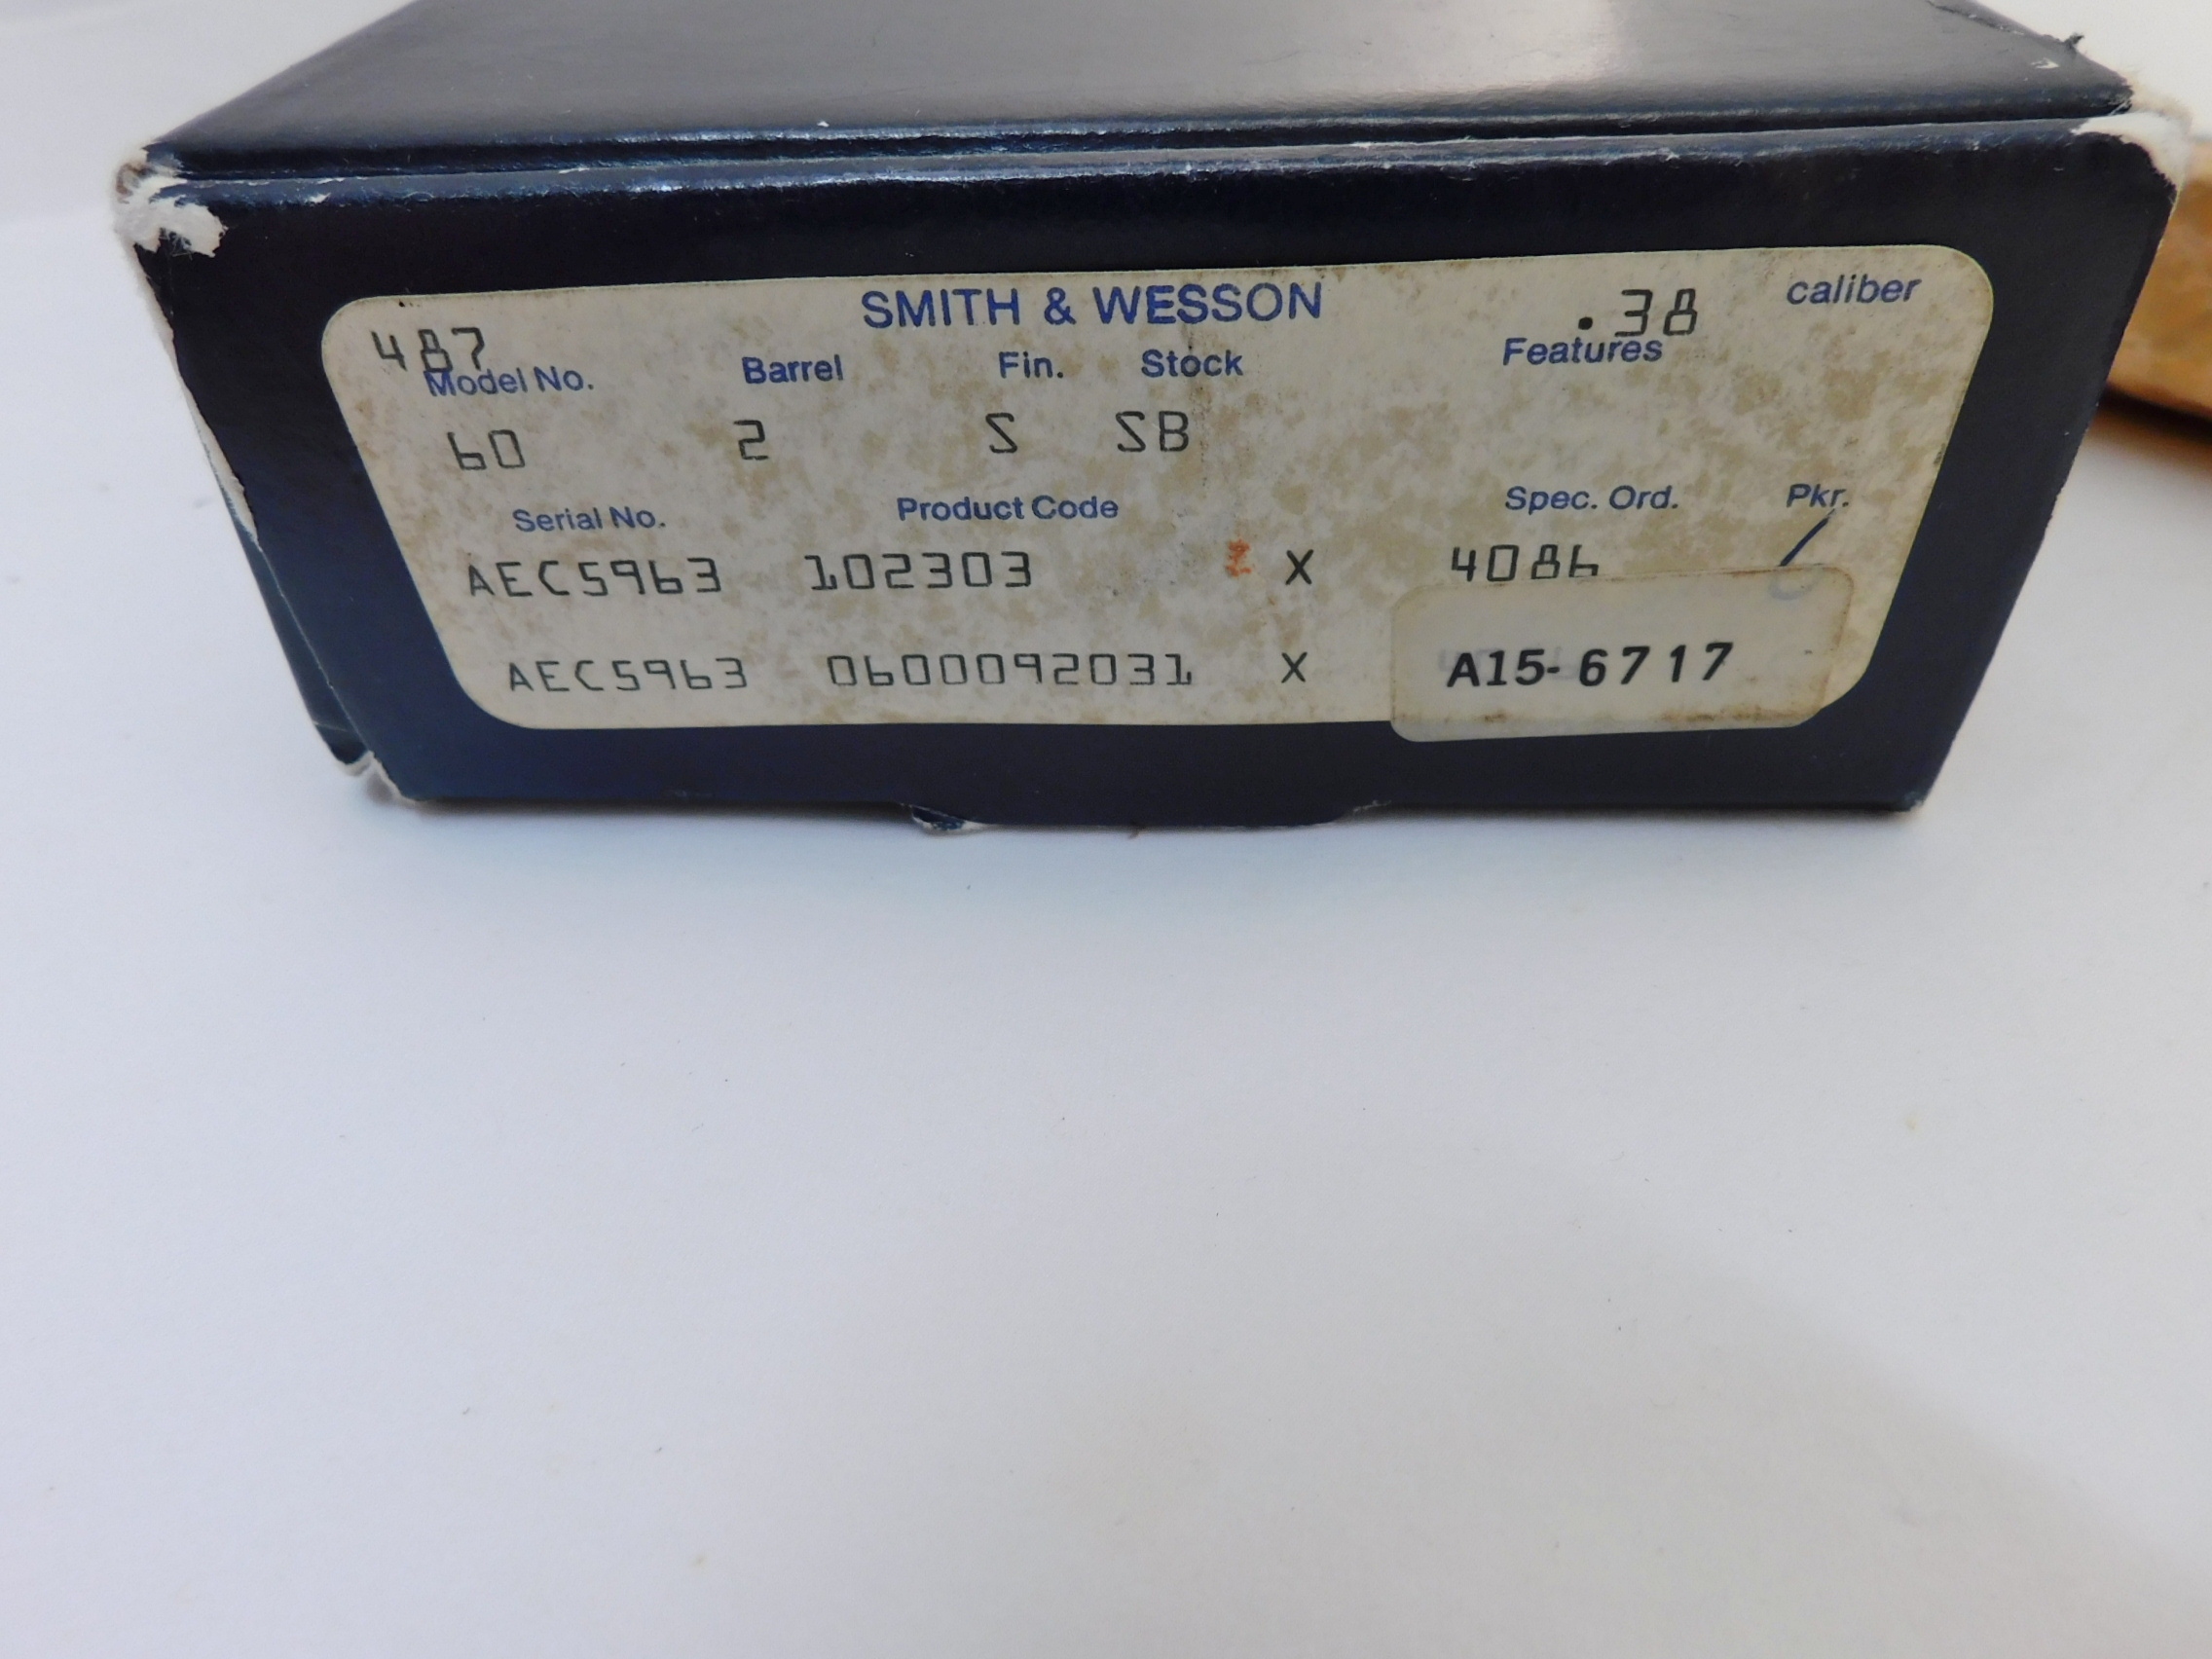 SMITH & WESSON .38 caliber
487
Model No. Barrel Fin. Stock Features
60 2 S SB
Serial No. Product Code Spec. Ord. Pkr.
AEC5963 102303 X 4086
AEC5963 0600092031 X A15-6717